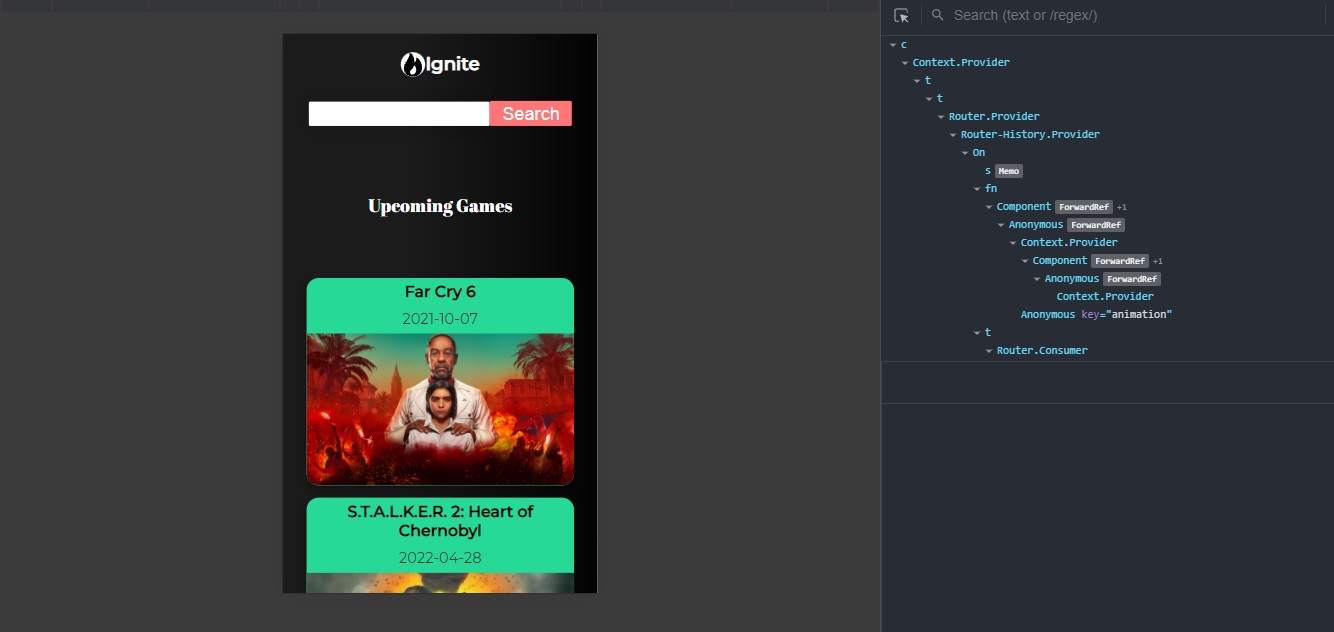 Ignite
Search
Upcoming Games
Far Cry 6
2021-10-07
S.T.A.L.K.E.R. 2: Heart of
Chernobyl
2022-04-28
Search (text or /regex/)
c
Context.Provider
t
t
Router.Provider
Router-History.Provider
On
s Memo
fn
Component ForwardRef +1
Anonymous ForwardRef
Context.Provider
Component ForwardRef +1
Anonymous ForwardRef
Context.Provider
Anonymous key="animation"
t
Router.Consumer